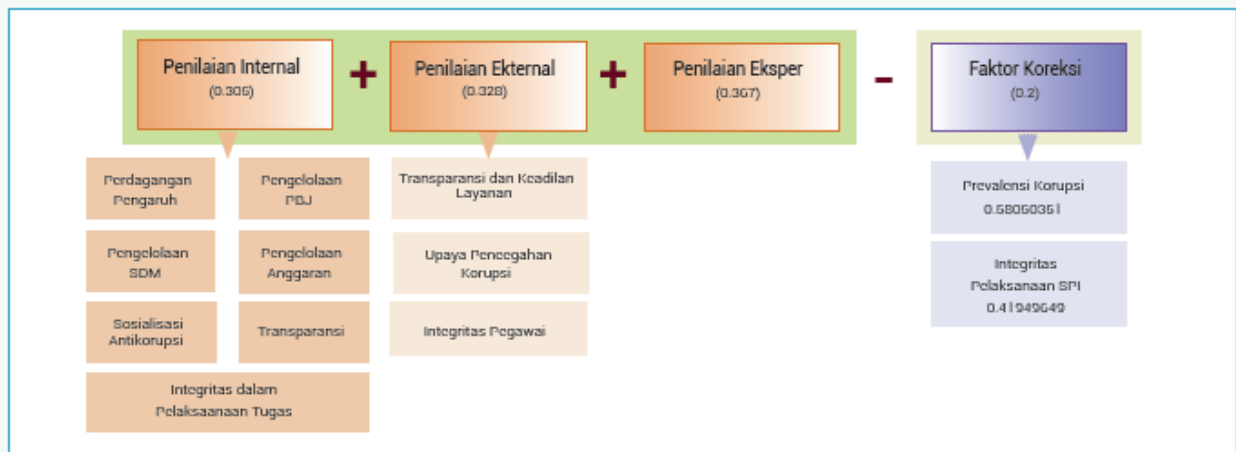 Penilaian Internal
(0.305)
+
Penilaian Ekternal
(0.328)
+
Penilaian Eksper
(0.367)
-
Faktor Koreksi
(0.2)
Perdagangan
Pengaruh
Pengelolaan
PBJ
Pengelolaan
SDM
Pengelolaan
Anggaran
Sosialisasi
Antikorupsi
Transparansi
Integritas dalam
Pelaksaanaan Tugas
Transparansi dan Keadilan
Layanan
Upaya Pencegahan
Korupsi
Integritas Pegawai
Prevalensi Korupsi
Integritas
Pelaksanaan SPI